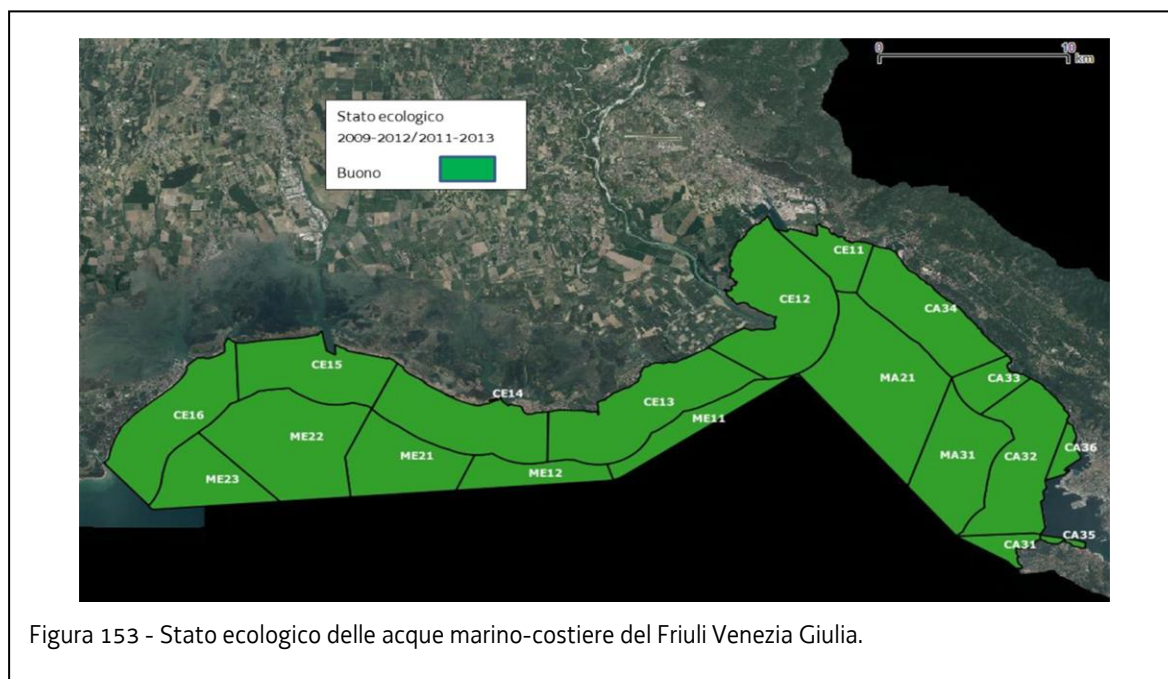 0 10
km
Stato ecologico
2009-2012/2011-2013
Buono
CE11
CE12
CA34
CE15
CE14
CE13
MA21
CA33
CE16
ME11
ME22
CA36
ME21
MA31
CA32
ME23
ME12
CA35
CA31
Figura 153 - Stato ecologico delle acque marino-costiere del Friuli Venezia Giulia.